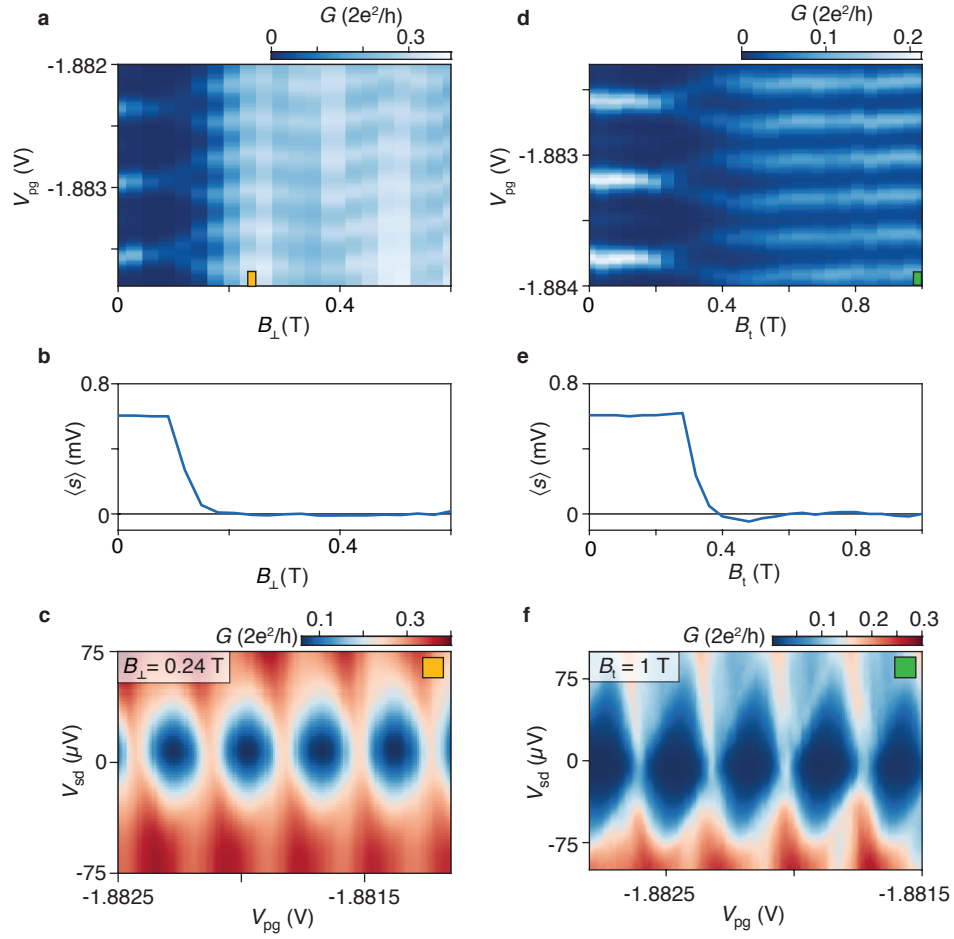 a
G (2e²/h)
0 0.3
-1.882
-1.883
V_pg (V)
0 0.4
B_⊥(T)
d
G (2e²/h)
0 0.1 0.2
-1.883
-1.884
V_pg (V)
0 0.4 0.8
B_t (T)
b
0.8
0
⟨s⟩ (mV)
0 0.4
B_⊥(T)
e
0.8
0
⟨s⟩ (mV)
0 0.4 0.8
B_t (T)
c
G (2e²/h) 0.1 0.3
B_⊥= 0.24 T
75
0
-75
V_sd (μV)
-1.8825 -1.8815
V_pg (V)
f
G (2e²/h) 0.1 0.2 0.3
B_t = 1 T
75
0
-75
V_sd (μV)
-1.8825 -1.8815
V_pg (V)